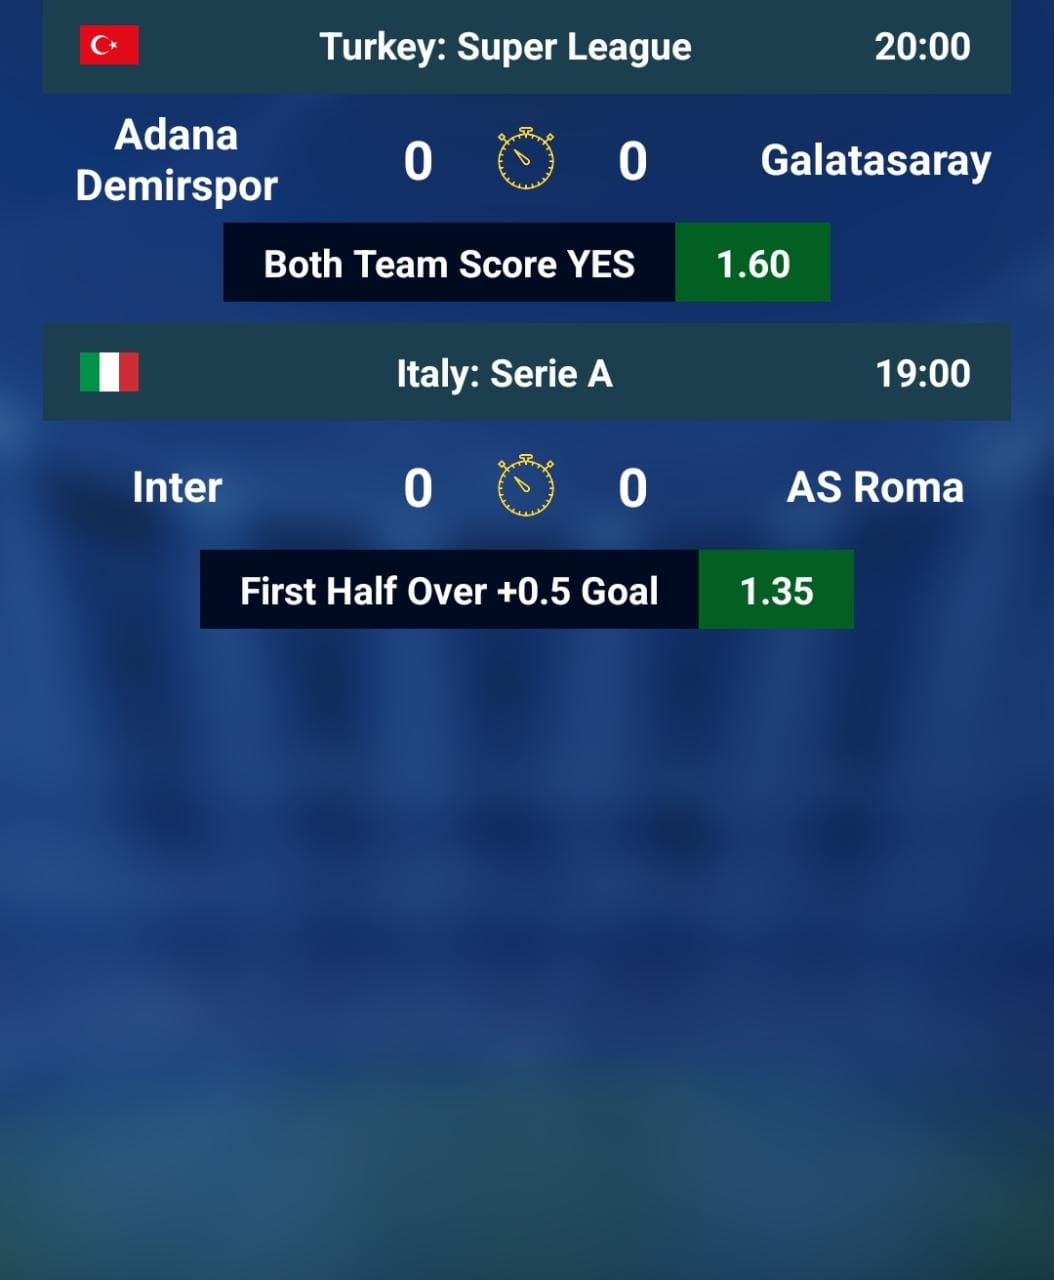 Turkey: Super League 20:00
Adana
Demirspor 0 0 Galatasaray
Both Team Score YES 1.60
Italy: Serie A 19:00
Inter 0 0 AS Roma
First Half Over +0.5 Goal 1.35